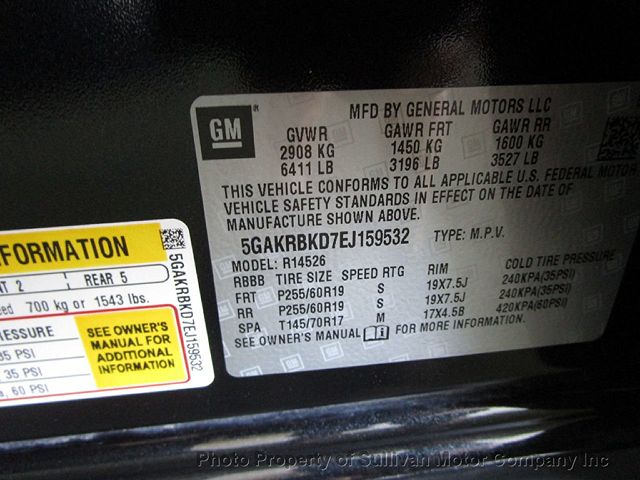 GM
MFD BY GENERAL MOTORS LLC
GVWR GAWR FRT GAWR RR
2908 KG 1450 KG 1600 KG
6411 LB 3196 LB 3527 LB
THIS VEHICLE CONFORMS TO ALL APPLICABLE U.S. FEDERAL MOTOR
VEHICLE SAFETY STANDARDS IN EFFECT ON THE DATE OF
MANUFACTURE SHOWN ABOVE.
5GAKRBKD7EJ159532 TYPE: M.P.V.
MODEL: R14526
RBBB TIRE SIZE SPEED RTG RIM COLD TIRE PRESSURE
FRT P255/60R19 S 19X7.5J 240KPA(35PSI)
RR P255/60R19 S 19X7.5J 240KPA(35PSI)
SPA T145/70R17 M 17X4.5B 420KPA(60PSI)
SEE OWNER'S MANUAL FOR MORE INFORMATION
FORMATION
2 REAR 5
700 kg or 1543 lbs.
PRESSURE
35 PSI
, 35 PSI
, 60 PSI
SEE OWNER'S
MANUAL FOR
ADDITIONAL
INFORMATION
5GAKRBKD7EJ159532
Photo Property of Sullivan Motor Company Inc